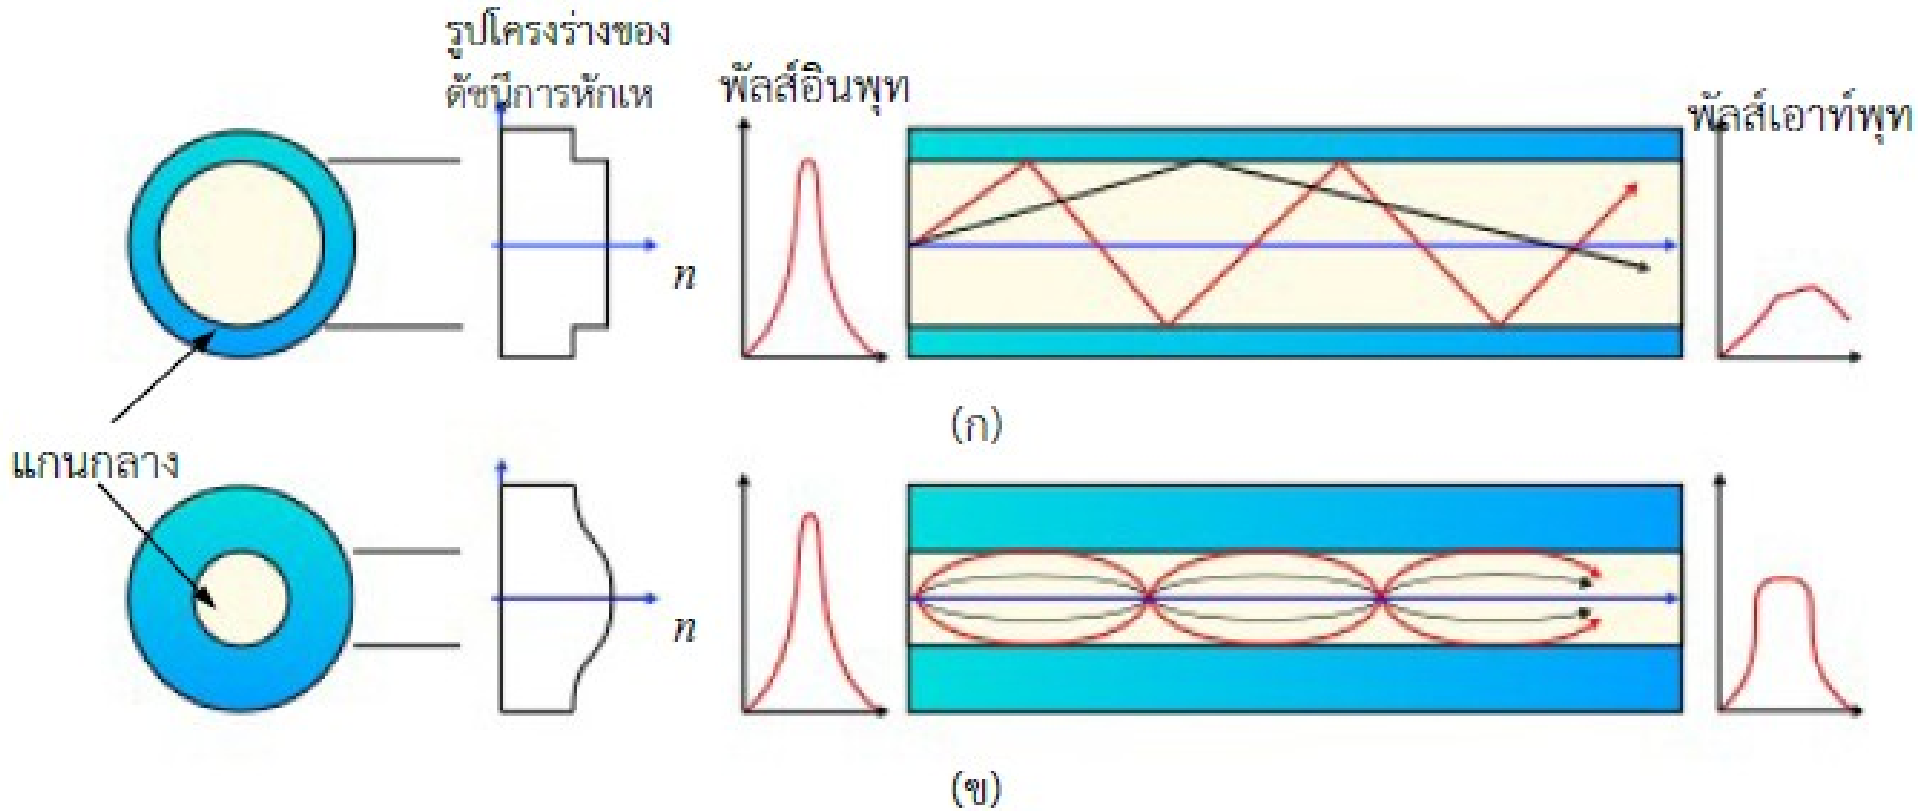 รูปโครงร่างของ
ดัชนีการหักเห
พัลส์อินพุท
พัลส์เอาท์พุท
n
(ก)
แกนกลาง
n
(ข)